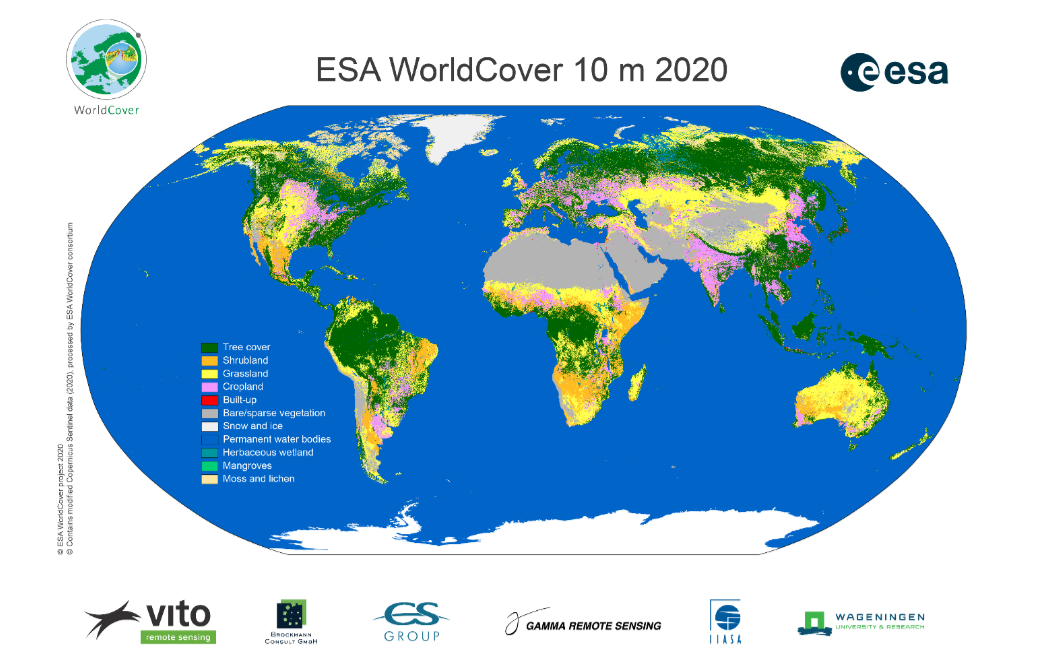 ESA WorldCover 10 m 2020
WorldCover
esa
Tree cover
Shrubland
Grassland
Cropland
Built-up
Bare/sparse vegetation
Snow and ice
Permanent water bodies
Herbaceous wetland
Mangroves
Moss and lichen
© ESA WorldCover project 2020
© Contains modified Copernicus Sentinel data (2020), processed by ESA WorldCover consortium
vito
remote sensing
BROCKMANN
CONSULT GMBH
CS
GROUP
GAMMA REMOTE SENSING
IIASA
WAGENINGEN
UNIVERSITY & RESEARCH